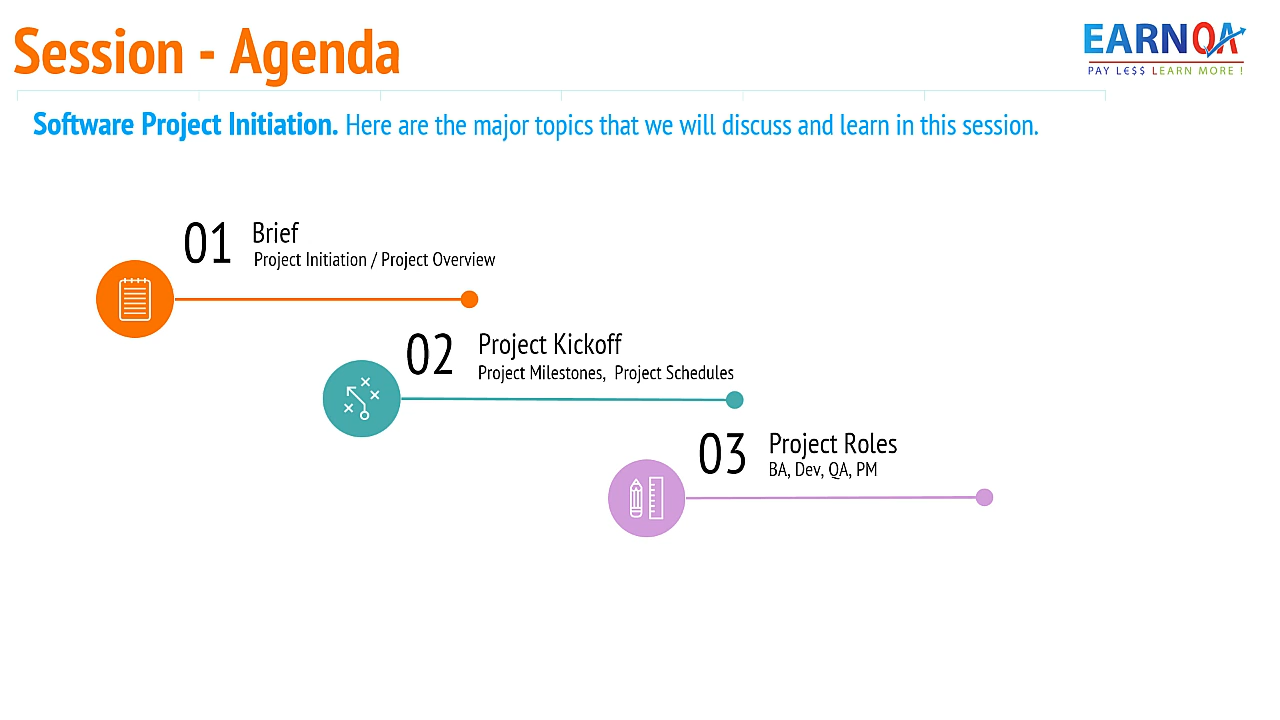 Session - Agenda
EARNQA
PAY LE$$ LEARN MORE !
Software Project Initiation. Here are the major topics that we will discuss and learn in this session.
01 Brief
Project Initiation / Project Overview
02 Project Kickoff
Project Milestones,  Project Schedules
03 Project Roles
BA, Dev, QA, PM